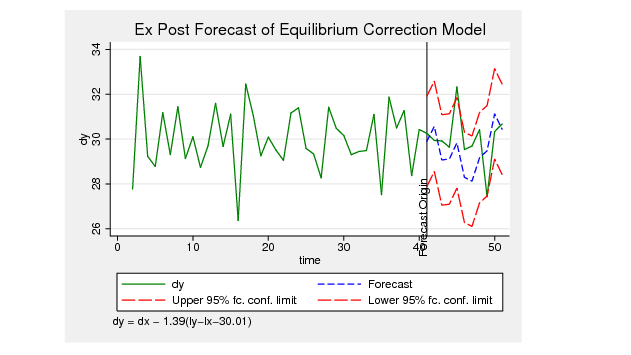 Ex Post Forecast of Equilibrium Correction Model
34
32
30
28
26
dy
Forecast Origin
0 10 20 30 40 50
time
dy Forecast
Upper 95% fc. conf. limit Lower 95% fc. conf. limit
dy = dx − 1.39(ly−lx−30.01)